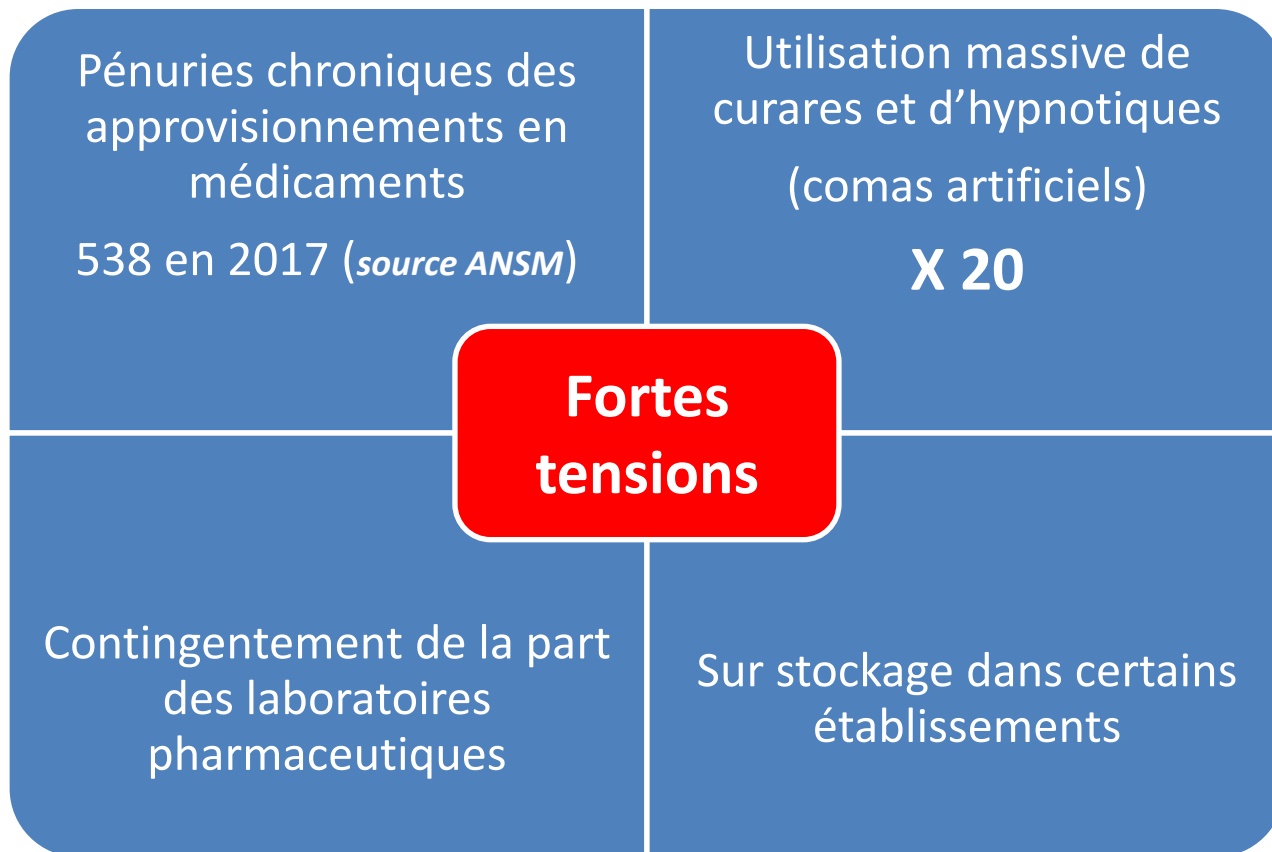 Pénuries chroniques des
approvisionnements en
médicaments
538 en 2017 (source ANSM)
Utilisation massive de
curares et d’hypnotiques
(comas artificiels)
X 20
Fortes
tensions
Contingentement de la part
des laboratoires
pharmaceutiques
Sur stockage dans certains
établissements